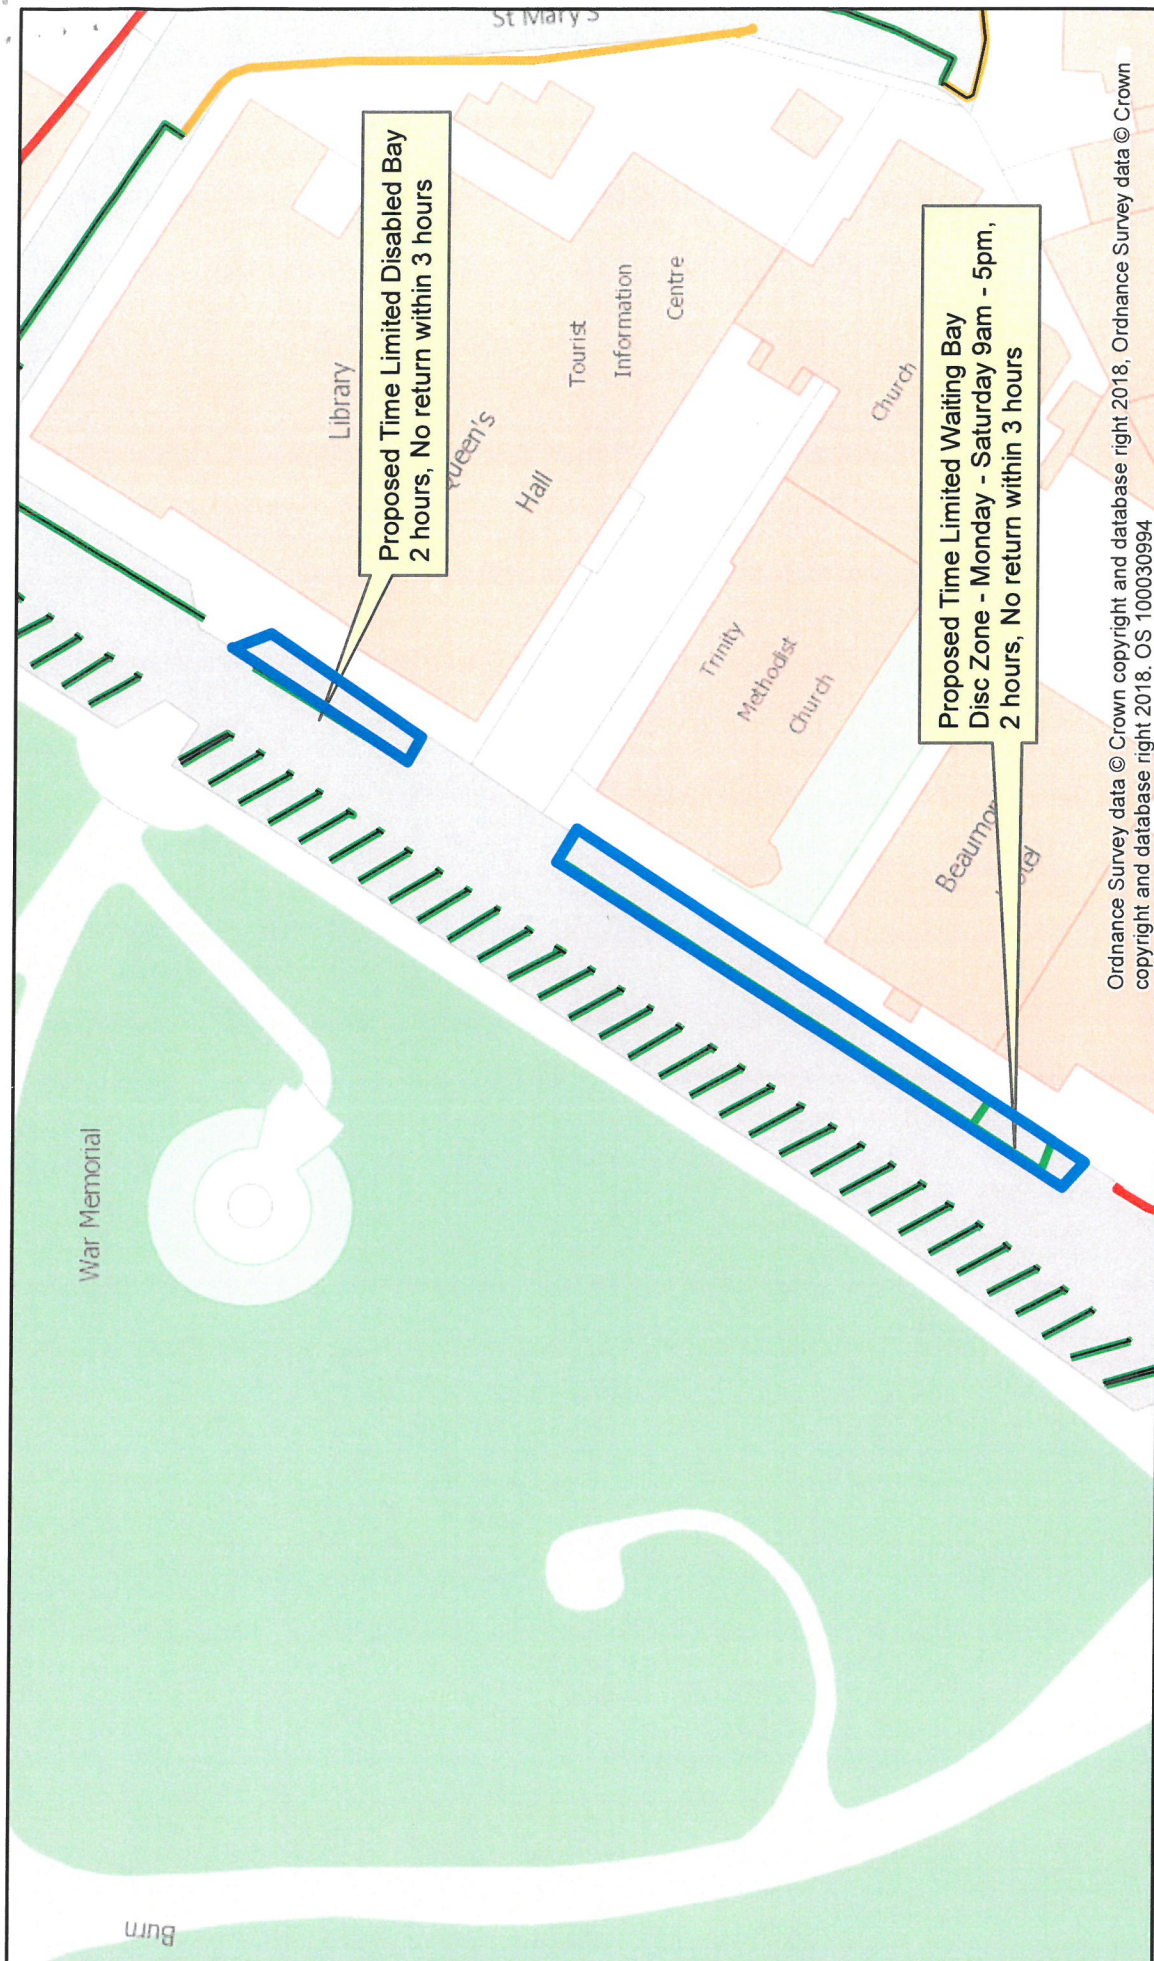 St Mary's
Library
Proposed Time Limited Disabled Bay
2 hours, No return within 3 hours
Queen's
Hall
Tourist
Information
Centre
War Memorial
Trinity
Methodist
Church
Church
Proposed Time Limited Waiting Bay
Disc Zone - Monday - Saturday 9am - 5pm,
2 hours, No return within 3 hours
Burn
Ordnance Survey data © Crown copyright and database right 2018, Ordnance Survey data © Crown
copyright and database right 2018. OS 100030994